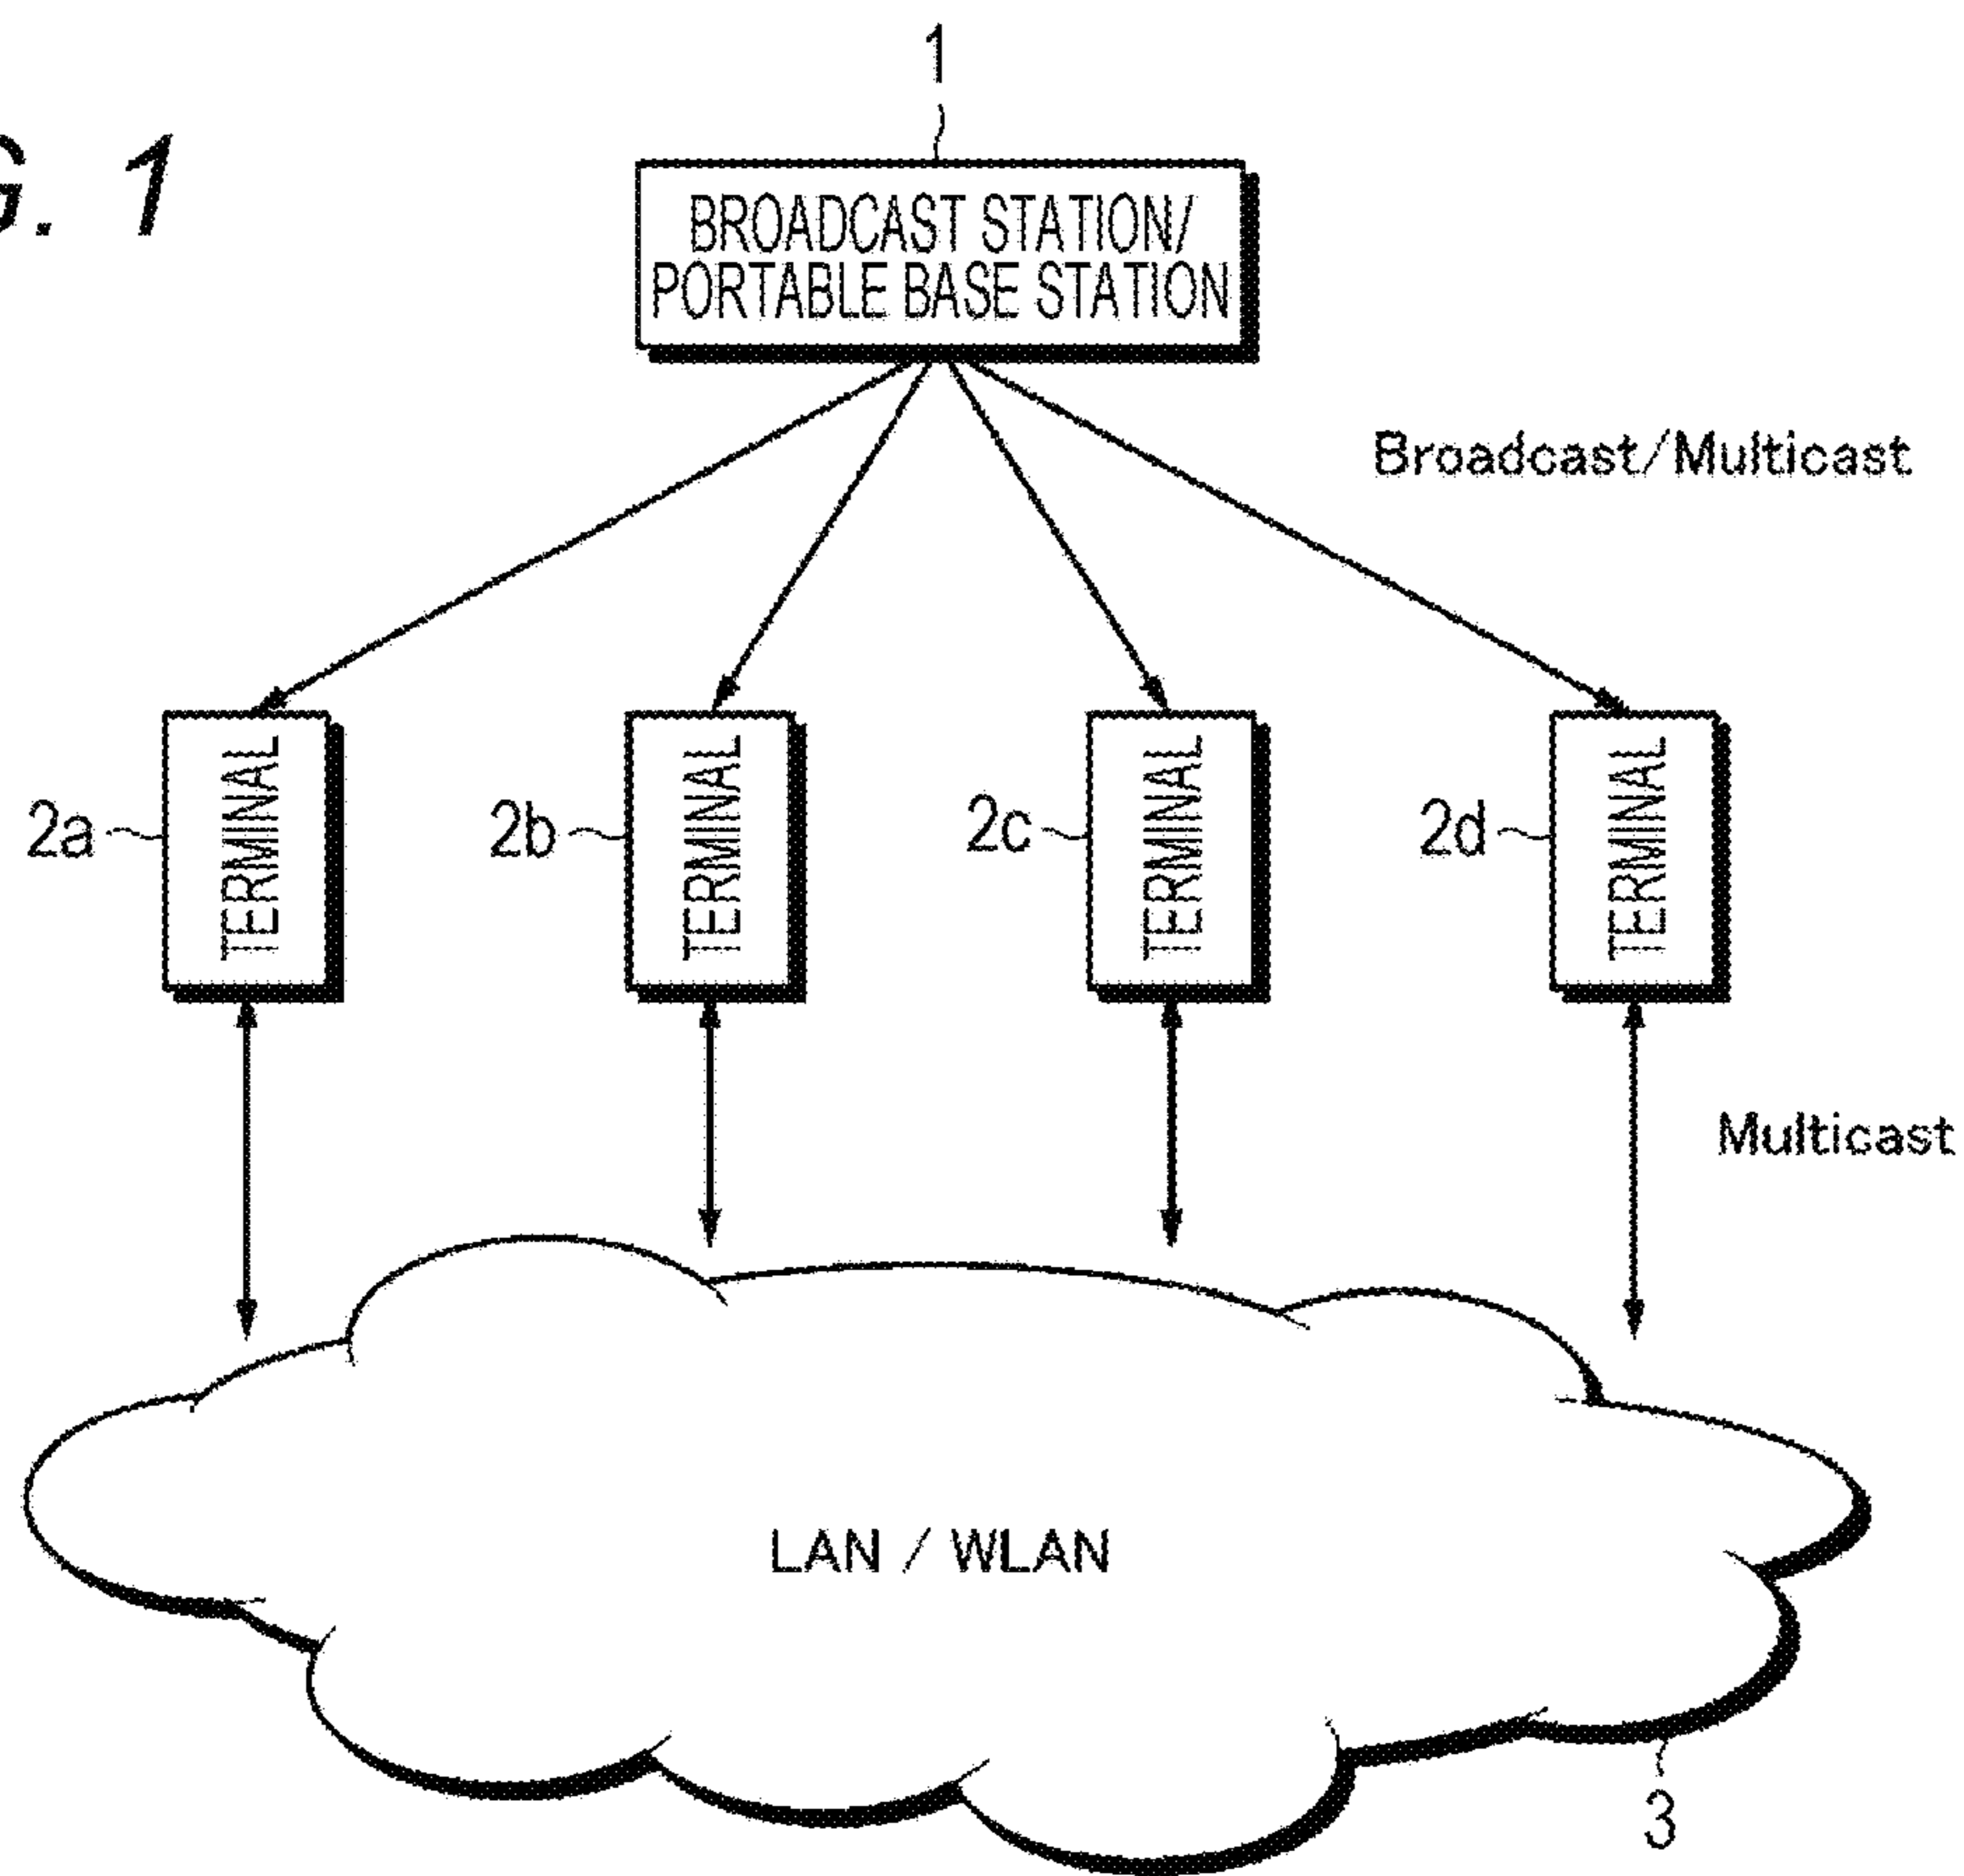 1
G. 1
BROADCAST STATION/
PORTABLE BASE STATION
Broadcast/Multicast
2a
TERMINAL
2b
TERMINAL
2c
TERMINAL
2d
TERMINAL
Multicast
LAN / WLAN
3